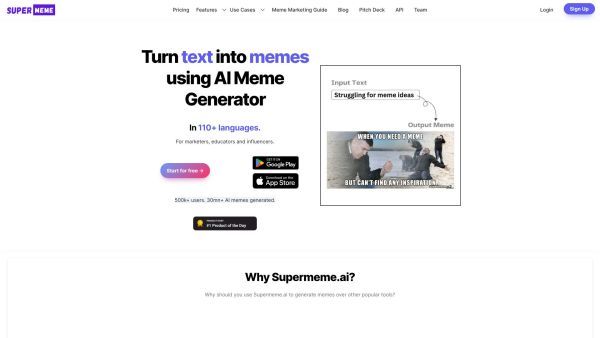 SUPER MEME
Pricing Features Use Cases Meme Marketing Guide Blog Pitch Deck API Team Login Sign Up
Turn text into memes
using AI Meme
Generator
In 110+ languages.
For marketers, educators and influencers.
Start for free →
GET IT ON
Google Play
Download on the
App Store
500k+ users. 30mn+ AI memes generated.
PRODUCT HUNT
#1 Product of the Day
Input Text
Struggling for meme ideas
Output Meme
WHEN YOU NEED A MEME
BUT CAN'T FIND ANY INSPIRATION.
Why Supermeme.ai?
Why should you use Supermeme.ai to generate memes over other popular tools?